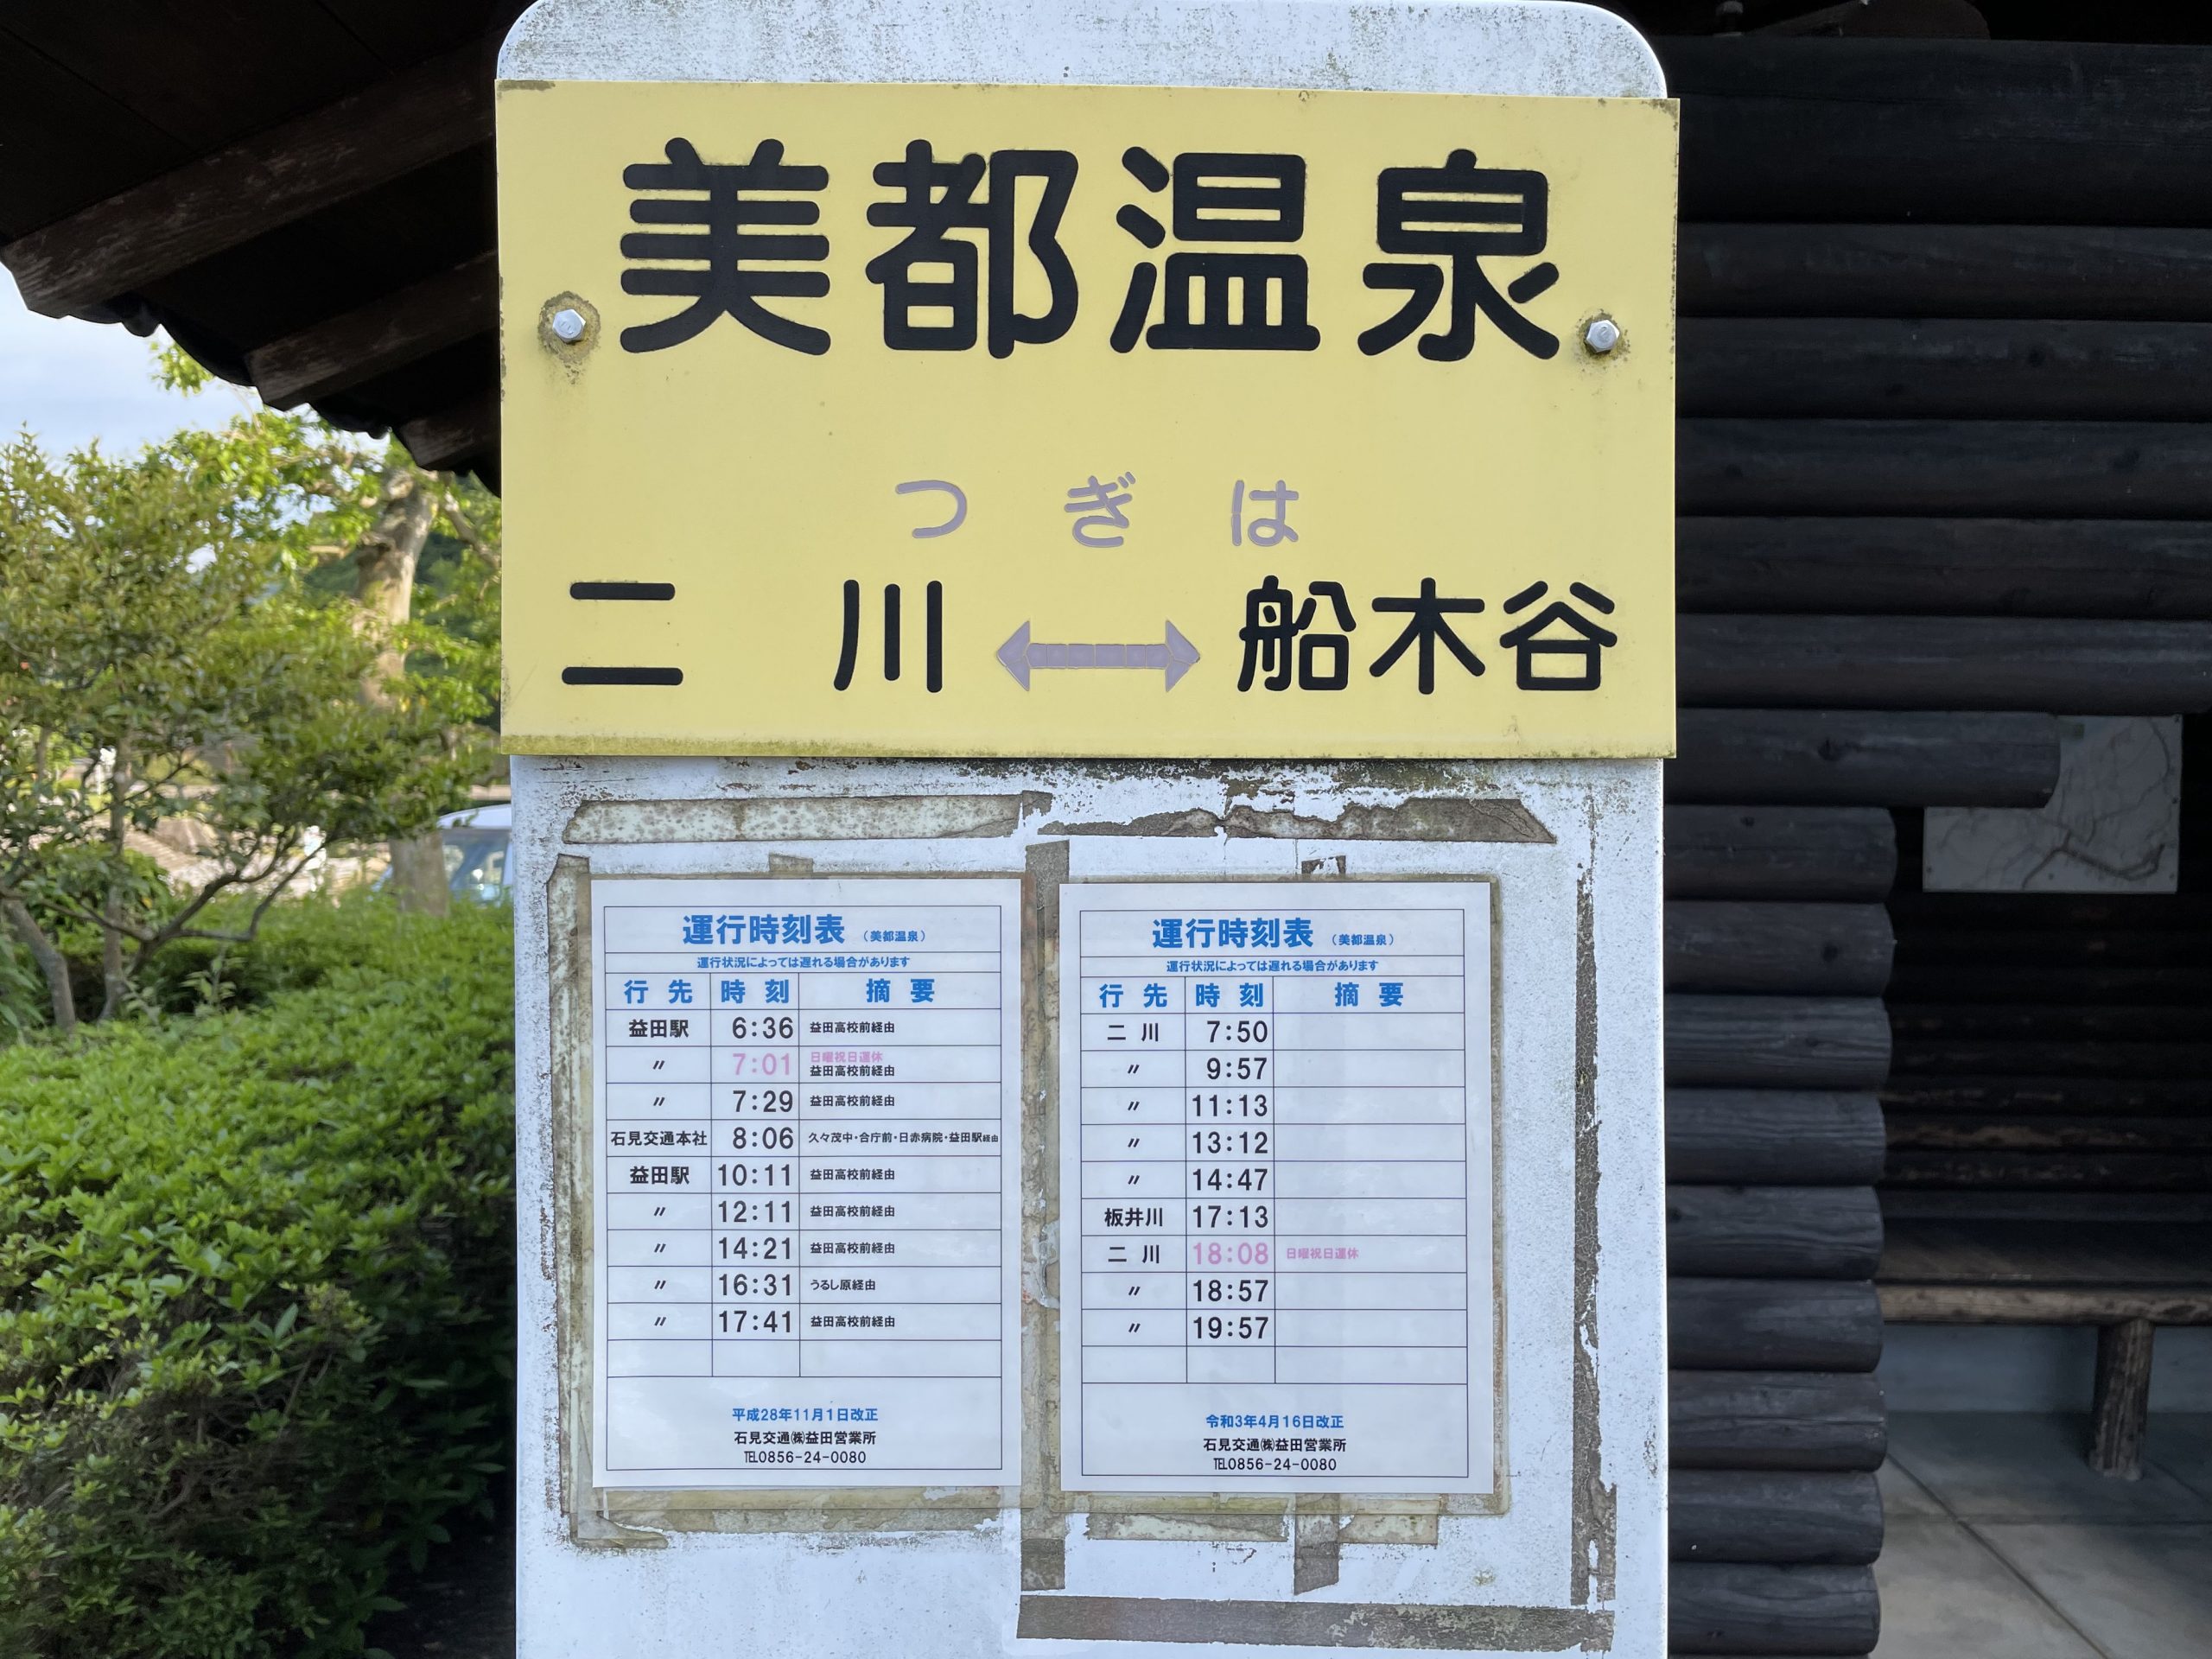 美都温泉
つぎは
二川 ↔ 船木谷
運行時刻表 (美都温泉)
運行状況によっては遅れる場合があります
行先 時刻 摘要
益田駅 6:36 益田高校前経由
〃 7:01 日曜祝日運休
益田高校前経由
〃 7:29 益田高校前経由
石見交通本社 8:06 久々茂中・合庁前・日赤病院・益田駅経由
益田駅 10:11 益田高校前経由
〃 12:11 益田高校前経由
〃 14:21 益田高校前経由
〃 16:31 うるし原経由
〃 17:41 益田高校前経由
平成28年11月1日改正
石見交通㈱益田営業所
℡0856-24-0080
運行時刻表 (美都温泉)
運行状況によっては遅れる場合があります
行先 時刻 摘要
二川 7:50
〃 9:57
〃 11:13
〃 13:12
〃 14:47
板井川 17:13
二川 18:08 日曜祝日運休
〃 18:57
〃 19:57
令和3年4月16日改正
石見交通㈱益田営業所
℡0856-24-0080